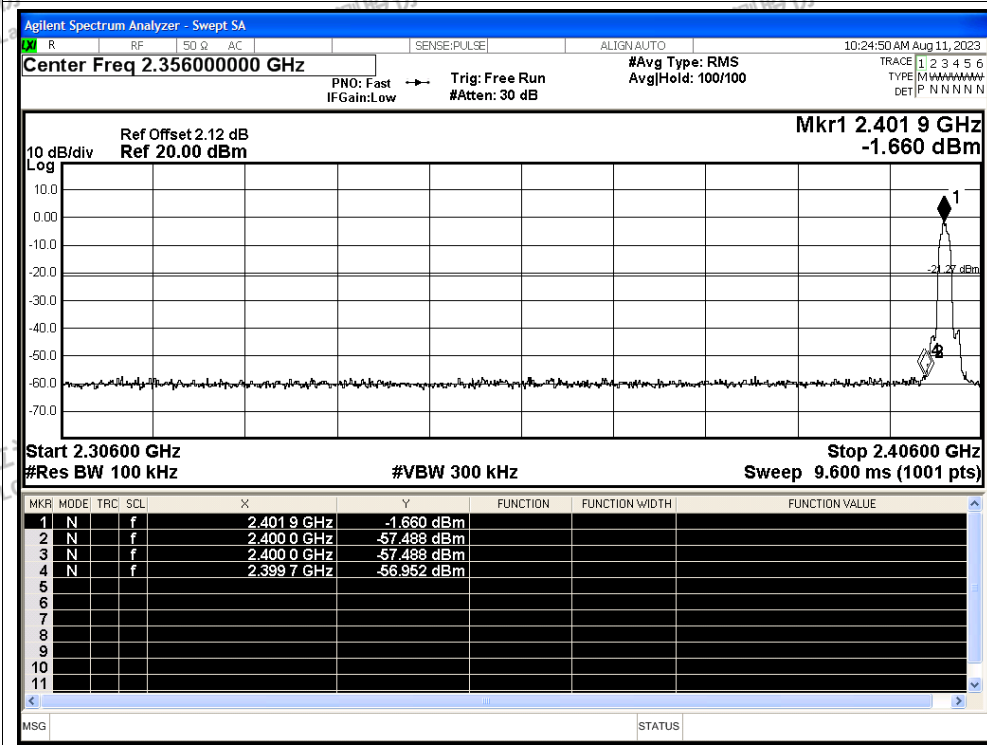 Agilent Spectrum Analyzer - Swept SA
LXI R RF 50 Ω AC SENSE:PULSE ALIGN AUTO 10:24:50 AM Aug 11, 2023
Center Freq 2.356000000 GHz
PNO: Fast
IFGain:Low
Trig: Free Run
#Atten: 30 dB
#Avg Type: RMS
Avg|Hold: 100/100
TRACE 1 2 3 4 5 6
TYPE M
DET P N N N N N
Mkr1 2.401 9 GHz
-1.660 dBm
Ref Offset 2.12 dB
10 dB/div Ref 20.00 dBm
Log
1
10.0
0.00
-10.0
-20.0
-21.27 dBm
-30.0
-40.0
-50.0
-60.0
-70.0
Start 2.30600 GHz Stop 2.40600 GHz
#Res BW 100 kHz #VBW 300 kHz Sweep 9.600 ms (1001 pts)
MKR MODE TRC SCL X Y FUNCTION FUNCTION WIDTH FUNCTION VALUE
1 N f 2.401 9 GHz -1.660 dBm
2 N f 2.400 0 GHz -57.488 dBm
3 N f 2.400 0 GHz -57.488 dBm
4 N f 2.399 7 GHz -56.952 dBm
5
6
7
8
9
10
11
MSG STATUS